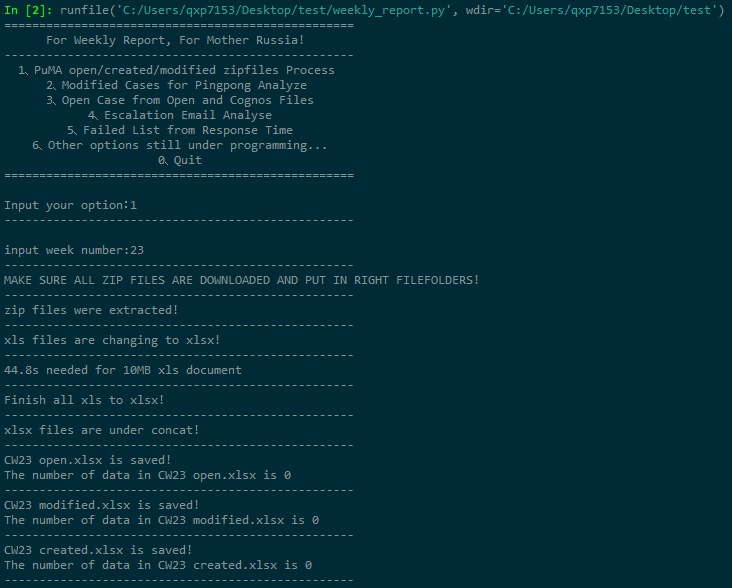 In [2]: runfile('C:/Users/qxp7153/Desktop/test/weekly_report.py', wdir='C:/Users/qxp7153/Desktop/test')
==================================================
For Weekly Report, For Mother Russia!
--------------------------------------------------
1、PuMA open/created/modified zipfiles Process
2、Modified Cases for Pingpong Analyze
3、Open Case from Open and Cognos Files
4、Escalation Email Analyse
5、Failed List from Response Time
6、Other options still under programming...
0、Quit
==================================================
Input your option:1
--------------------------------------------------
input week number:23
--------------------------------------------------
MAKE SURE ALL ZIP FILES ARE DOWNLOADED AND PUT IN RIGHT FILEFOLDERS!
--------------------------------------------------
zip files were extracted!
--------------------------------------------------
xls files are changing to xlsx!
--------------------------------------------------
44.8s needed for 10MB xls document
--------------------------------------------------
Finish all xls to xlsx!
--------------------------------------------------
xlsx files are under concat!
--------------------------------------------------
CW23 open.xlsx is saved!
The number of data in CW23 open.xlsx is 0
--------------------------------------------------
CW23 modified.xlsx is saved!
The number of data in CW23 modified.xlsx is 0
--------------------------------------------------
CW23 created.xlsx is saved!
The number of data in CW23 created.xlsx is 0
--------------------------------------------------